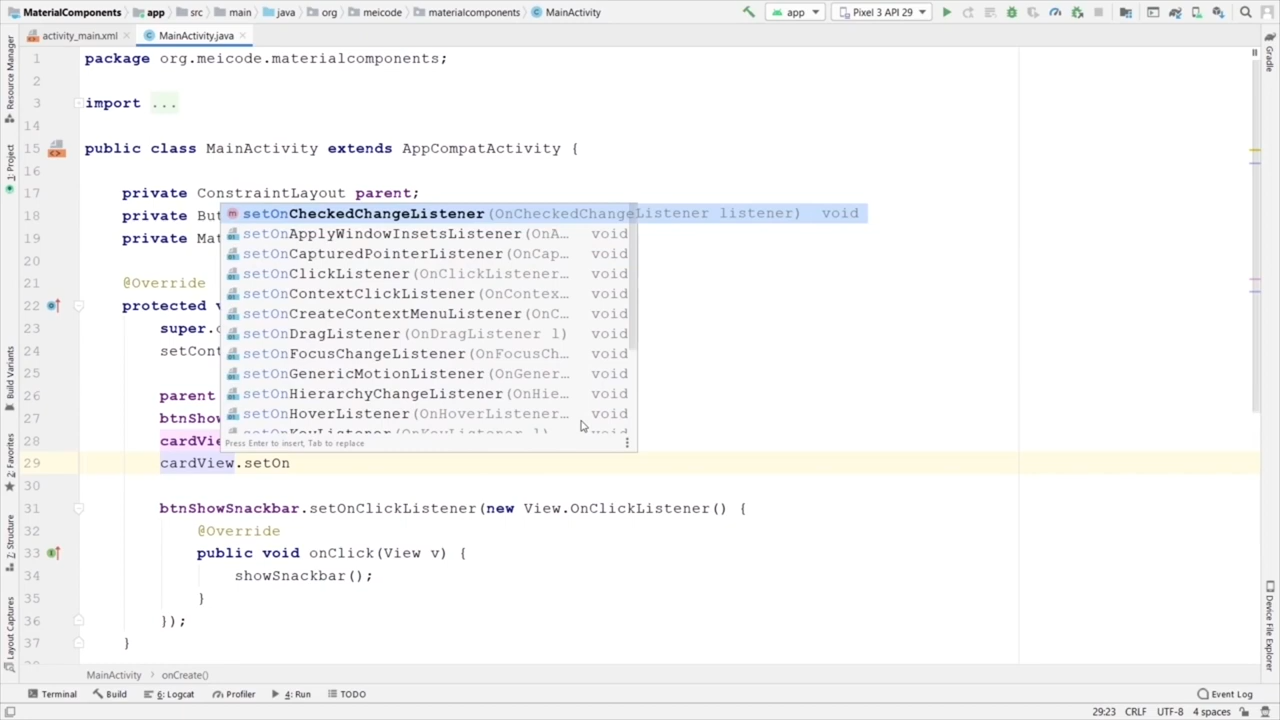 MaterialComponents > app > src > main > java > org > meicode > materialcomponents > MainActivity
app
Pixel 3 API 29
activity_main.xml
MainActivity.java
Resource Manager
1: Project
Build Variants
2: Favorites
7: Structure
Layout Captures
Gradle
Device File Explorer
1 package org.meicode.materialcomponents;
2
3 import ...
14
15 public class MainActivity extends AppCompatActivity {
16
17 private ConstraintLayout parent;
18 private But
19 private Mat
20
21 @Override
22 protected v
23 super.c
24 setCont
25
26 parent
27 btnShow
28 cardVie
29 cardView.setOn
30
31 btnShowSnackbar.setOnClickListener(new View.OnClickListener() {
32 @Override
33 public void onClick(View v) {
34 showSnackbar();
35 }
36 });
37 }
setOnCheckedChangeListener(OnCheckedChangeListener listener) void
setOnApplyWindowInsetsListener(OnA... void
setOnCapturedPointerListener(OnCap... void
setOnClickListener(OnClickListener... void
setOnContextClickListener(OnContex... void
setOnCreateContextMenuListener(OnC... void
setOnDragListener(OnDragListener l) void
setOnFocusChangeListener(OnFocusCh... void
setOnGenericMotionListener(OnGener... void
setOnHierarchyChangeListener(OnHie... void
setOnHoverListener(OnHoverListener... void
setOnKeyListener(OnKeyListener l) void
Press Enter to insert, Tab to replace
MainActivity > onCreate()
Terminal Build 6: Logcat Profiler 4: Run TODO Event Log
29:23 CRLF UTF-8 4 spaces